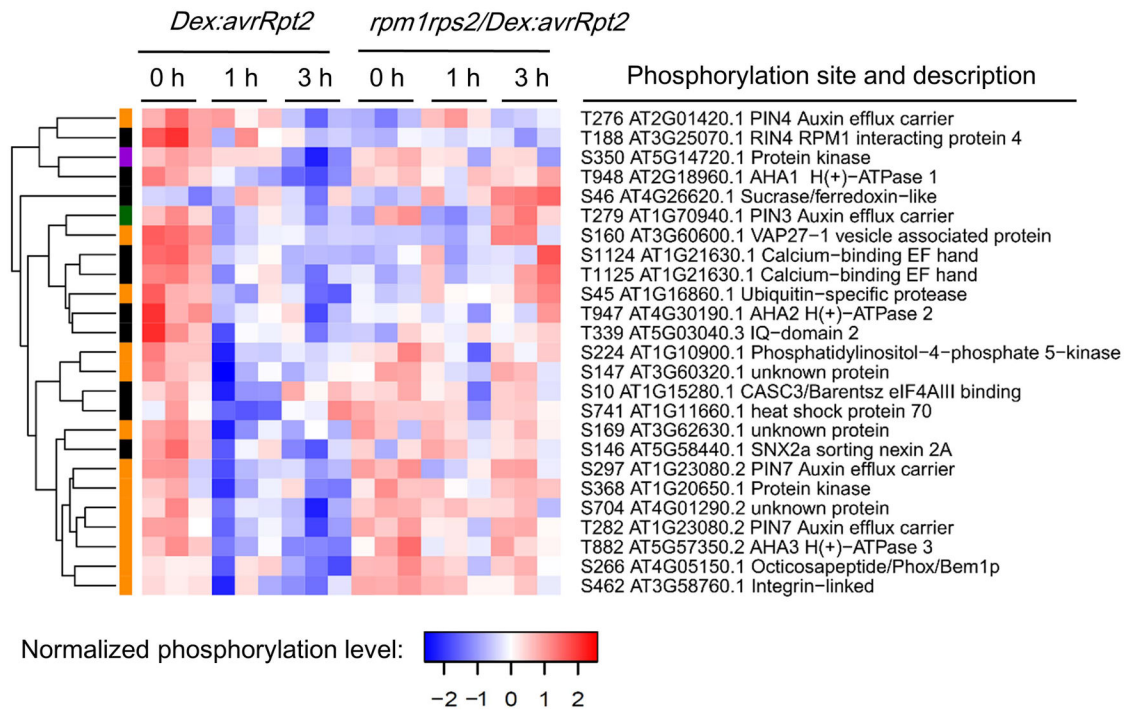 Dex:avrRpt2 rpm1rps2/Dex:avrRpt2
0 h 1 h 3 h 0 h 1 h 3 h Phosphorylation site and description
T276 AT2G01420.1 PIN4 Auxin efflux carrier
T188 AT3G25070.1 RIN4 RPM1 interacting protein 4
S350 AT5G14720.1 Protein kinase
T948 AT2G18960.1 AHA1 H(+)−ATPase 1
S46 AT4G26620.1 Sucrase/ferredoxin−like
T279 AT1G70940.1 PIN3 Auxin efflux carrier
S160 AT3G60600.1 VAP27−1 vesicle associated protein
S1124 AT1G21630.1 Calcium−binding EF hand
T1125 AT1G21630.1 Calcium−binding EF hand
S45 AT1G16860.1 Ubiquitin−specific protease
T947 AT4G30190.1 AHA2 H(+)−ATPase 2
T339 AT5G03040.3 IQ−domain 2
S224 AT1G10900.1 Phosphatidylinositol−4−phosphate 5−kinase
S147 AT3G60320.1 unknown protein
S10 AT1G15280.1 CASC3/Barentsz eIF4AIII binding
S741 AT1G11660.1 heat shock protein 70
S169 AT3G62630.1 unknown protein
S146 AT5G58440.1 SNX2a sorting nexin 2A
S297 AT1G23080.2 PIN7 Auxin efflux carrier
S368 AT1G20650.1 Protein kinase
S704 AT4G01290.2 unknown protein
T282 AT1G23080.2 PIN7 Auxin efflux carrier
T882 AT5G57350.2 AHA3 H(+)−ATPase 3
S266 AT4G05150.1 Octicosapeptide/Phox/Bem1p
S462 AT3G58760.1 Integrin−linked
Normalized phosphorylation level:
−2 −1 0 1 2